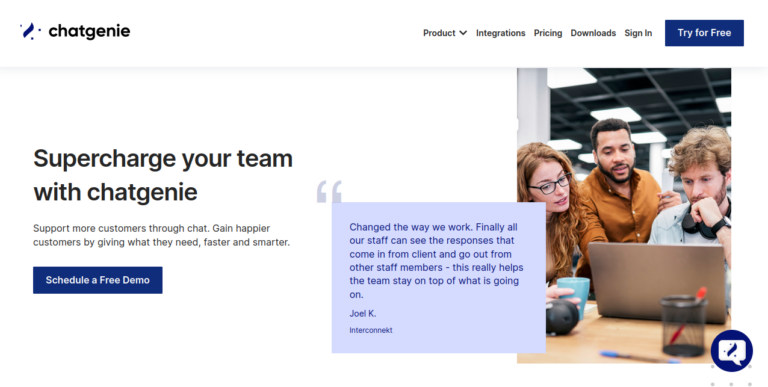 chatgenie
Product Integrations Pricing Downloads Sign In Try for Free
Supercharge your team
with chatgenie
Support more customers through chat. Gain happier
customers by giving what they need, faster and smarter.
Schedule a Free Demo
“
Changed the way we work. Finally all
our staff can see the responses that
come in from client and go out from
other staff members - this really helps
the team stay on top of what is going
on.
Joel K.
Interconnekt